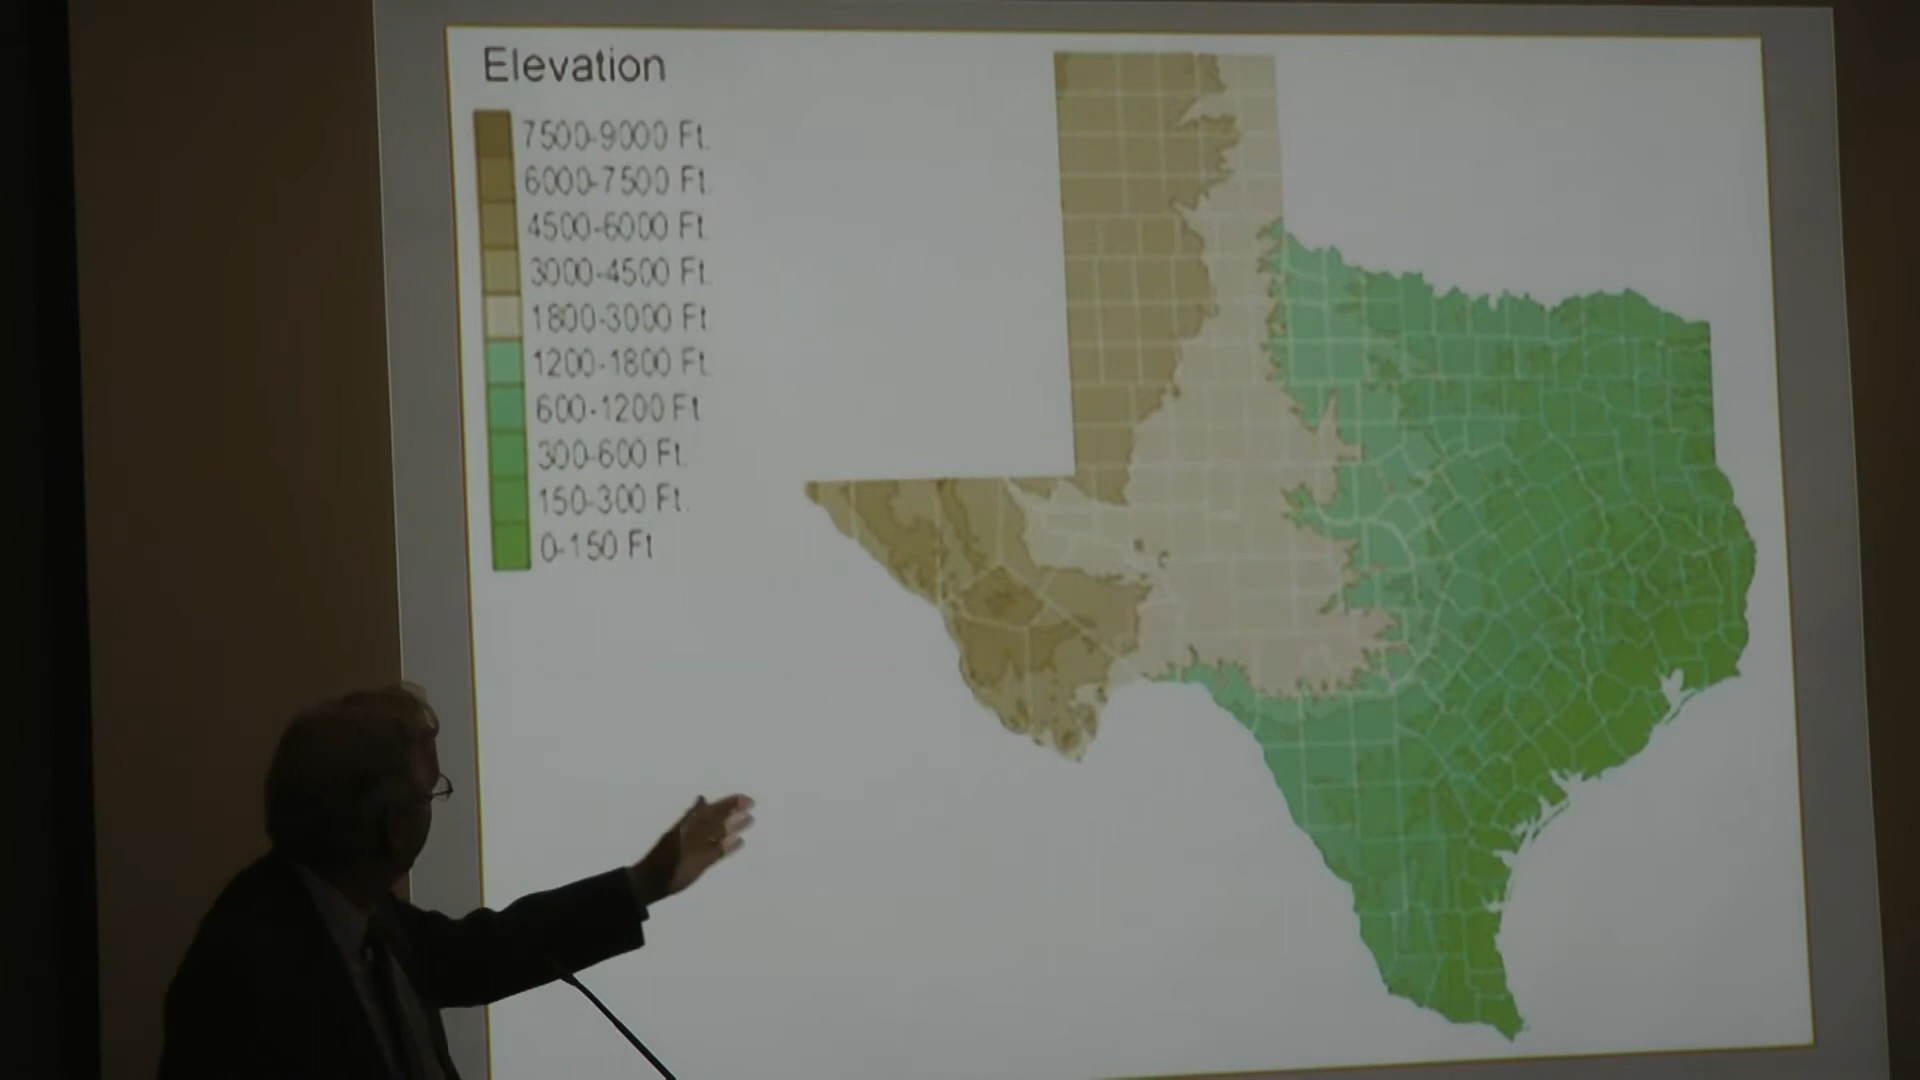 Elevation
7500-9000 Ft.
6000-7500 Ft.
4500-6000 Ft.
3000-4500 Ft.
1800-3000 Ft.
1200-1800 Ft.
600-1200 Ft
300-600 Ft.
150-300 Ft.
0-150 Ft